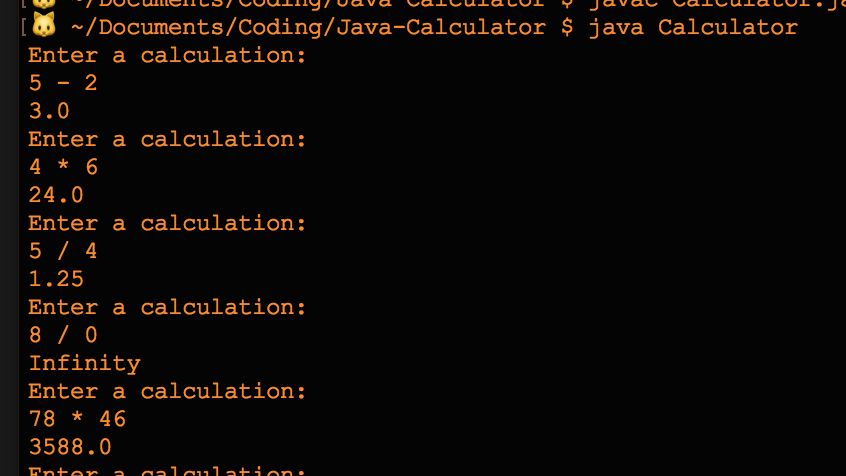 [🐱 ~/Documents/Coding/Java-Calculator $ javac Calculator.ja
[🐱 ~/Documents/Coding/Java-Calculator $ java Calculator
Enter a calculation:
5 - 2
3.0
Enter a calculation:
4 * 6
24.0
Enter a calculation:
5 / 4
1.25
Enter a calculation:
8 / 0
Infinity
Enter a calculation:
78 * 46
3588.0
Enter a calculation: